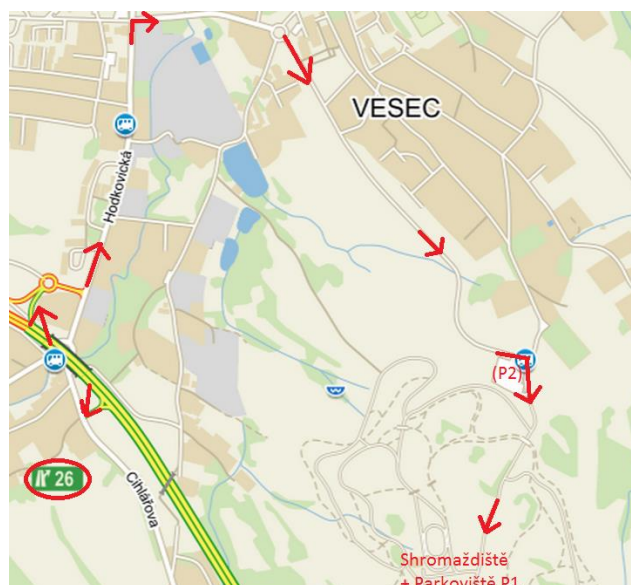 VESEC
Hodkovická
(P2)
26
Cihlářova
Shromaždiště
+ Parkoviště P1